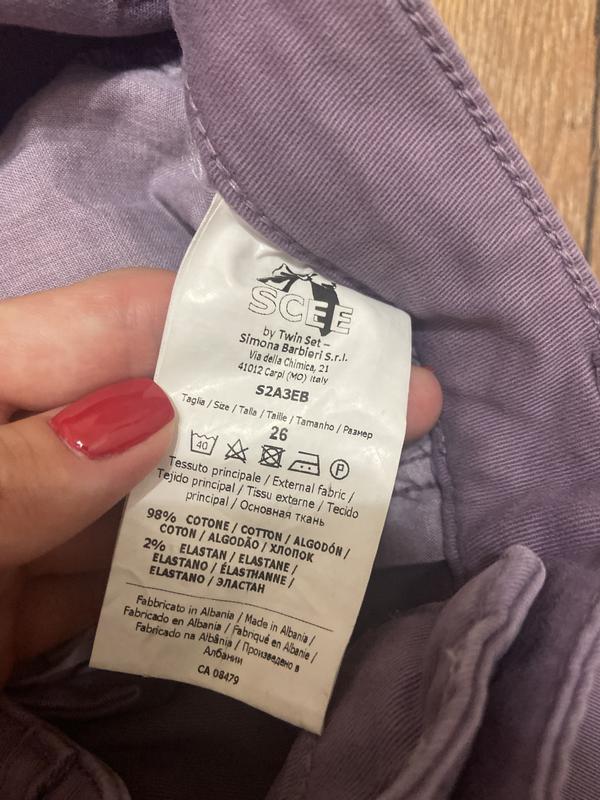 SCEE
by Twin Set –
Simona Barbieri S.r.l.
Via della Chimica, 21
41012 Carpi (MO) Italy
S2A3EB
Taglia / Size / Talla / Taille / Tamanho / Размер
26
40
P
Tessuto principale / External fabric /
Tejido principal / Tissu externe / Tecido
principal / Основная ткань
98% COTONE / COTTON / ALGODÓN /
COTON / ALGODÃO / ХЛОПОК
2% ELASTAN / ELASTANE /
ELASTANO / ÉLASTHANNE /
ELASTANO / ЭЛАСТАН
Fabbricato in Albania / Made in Albania /
Fabricado en Albania / Fabriqué en Albanie /
Fabricado na Albânia / Произведено в
Албании
CA 08479